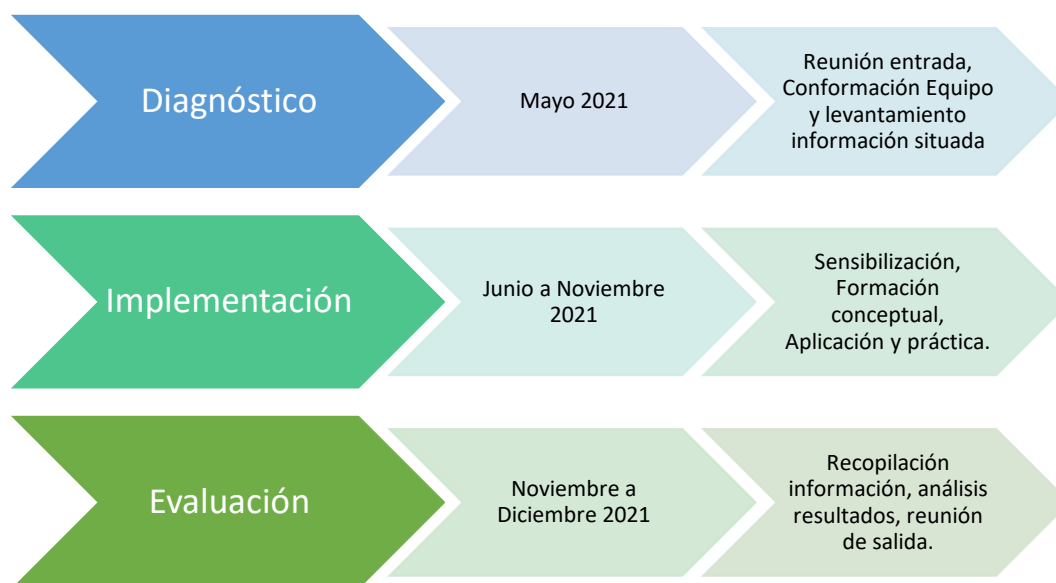 Diagnóstico
Mayo 2021
Reunión entrada,
Conformación Equipo
y levantamiento
información situada
Implementación
Junio a Noviembre
2021
Sensibilización,
Formación
conceptual,
Aplicación y práctica.
Evaluación
Noviembre a
Diciembre 2021
Recopilación
información, análisis
resultados, reunión
de salida.